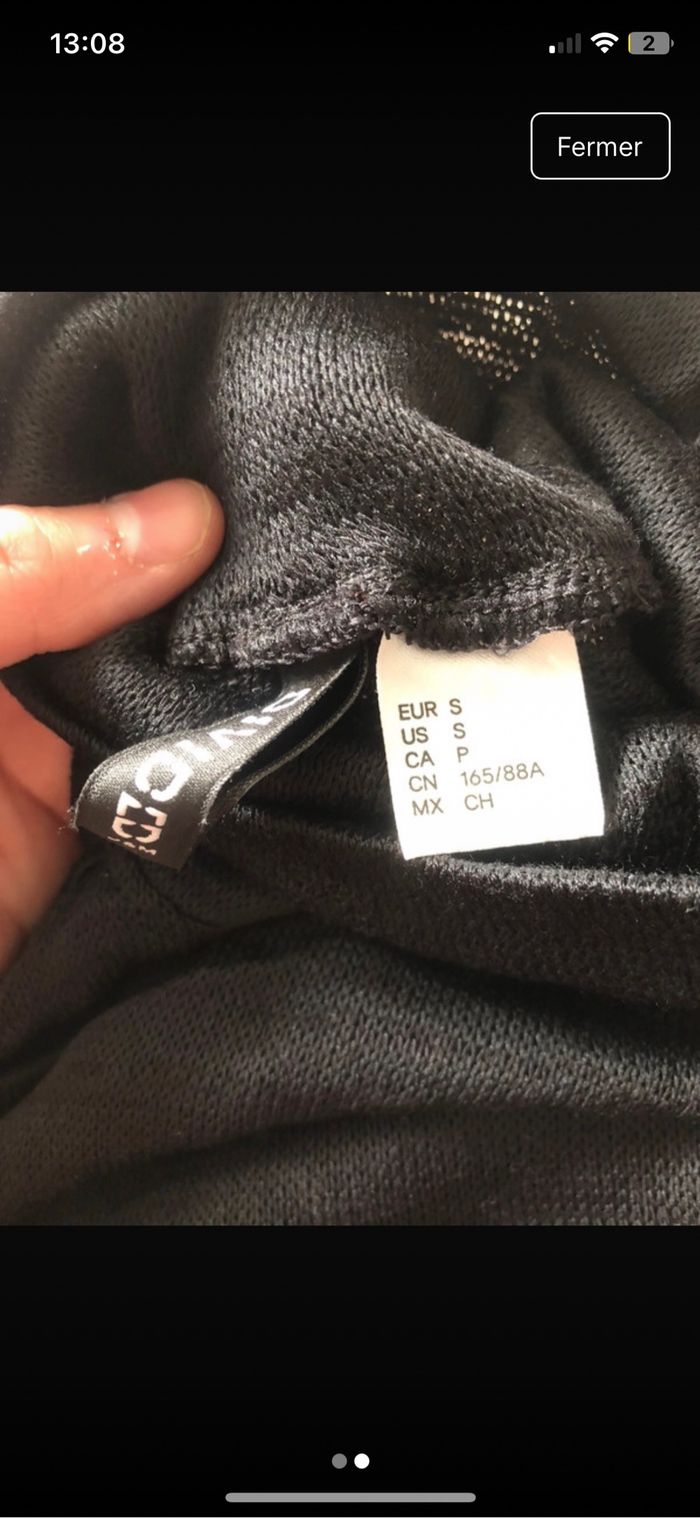 13:08
2
Fermer
EUR S
US S
CA P
CN 165/88A
MX CH